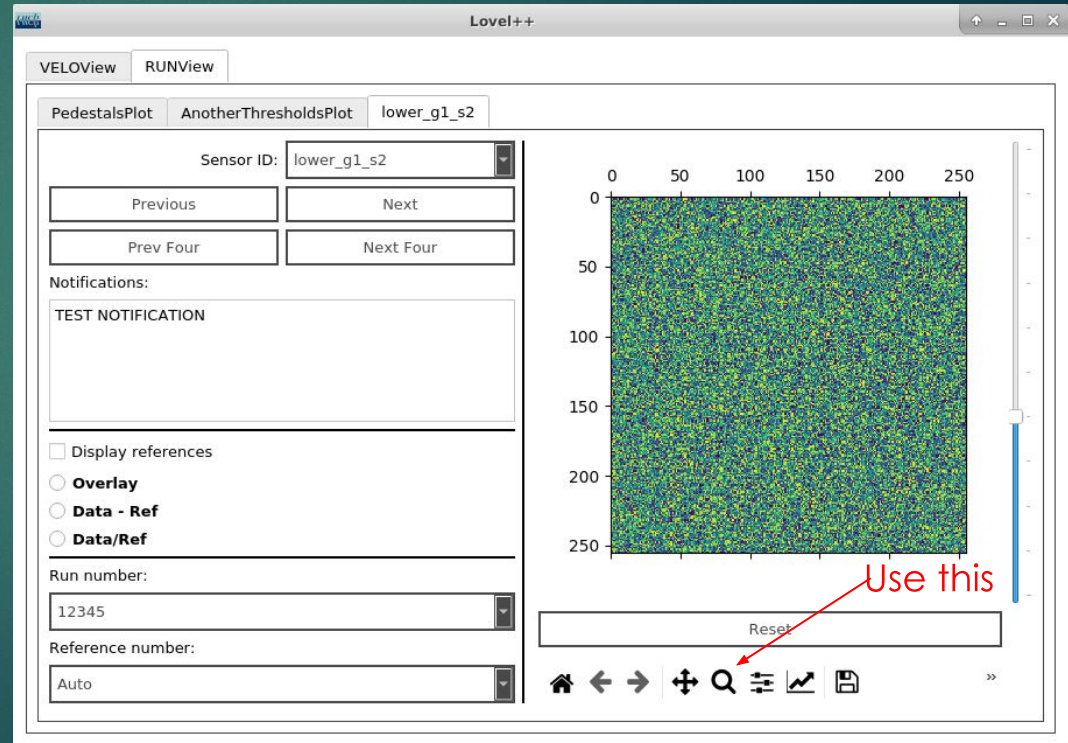 Lovel++
VELOView RUNView
PedestalsPlot AnotherThresholdsPlot lower_g1_s2
Sensor ID: lower_g1_s2
Previous Next
Prev Four Next Four
Notifications:
TEST NOTIFICATION
Display references
Overlay
Data - Ref
Data/Ref
Run number:
12345
Reference number:
Auto
0 50 100 150 200 250
0
50
100
150
200
250
Use this
Reset
»